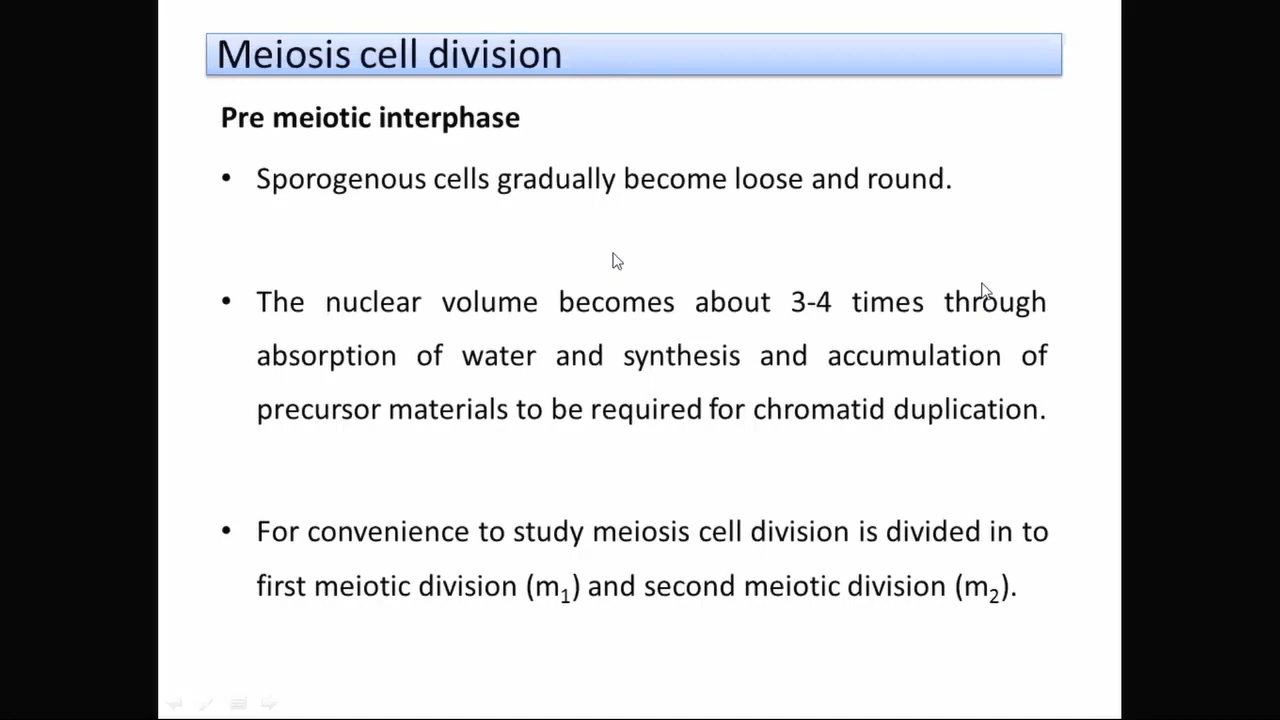 Meiosis cell division
Pre meiotic interphase
• Sporogenous cells gradually become loose and round.
• The nuclear volume becomes about 3-4 times through
absorption of water and synthesis and accumulation of
precursor materials to be required for chromatid duplication.
• For convenience to study meiosis cell division is divided in to
first meiotic division (m₁) and second meiotic division (m₂).